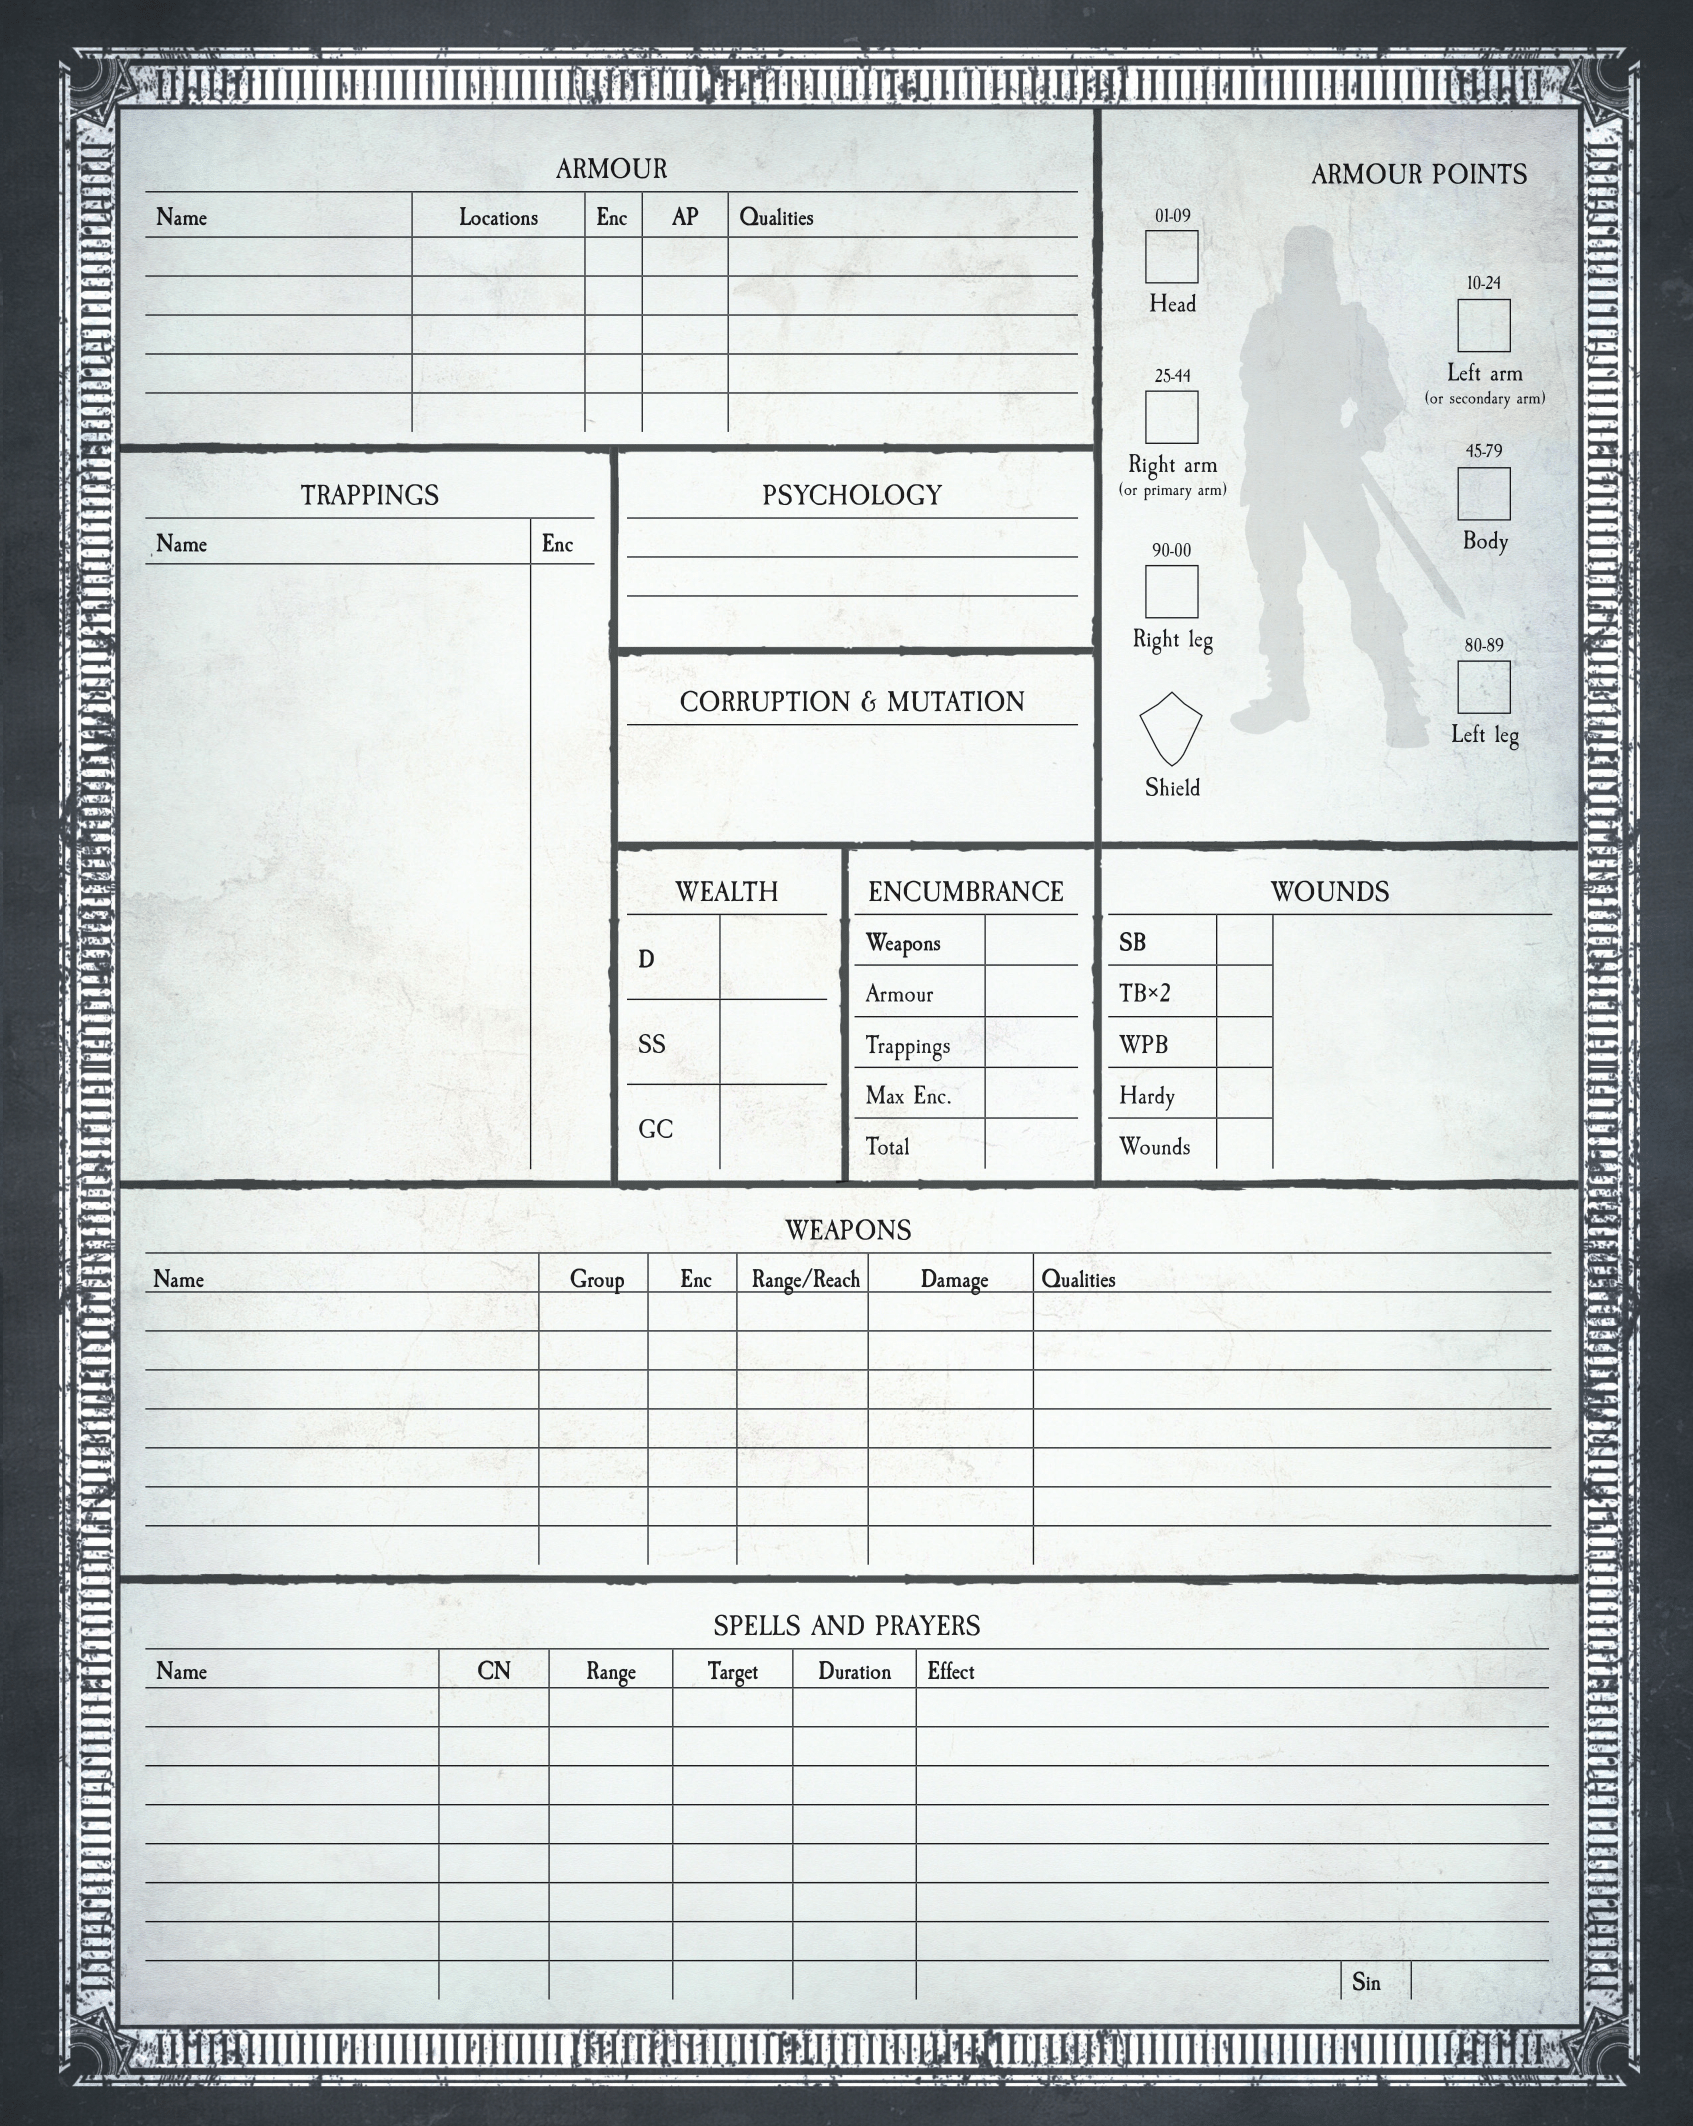 ARMOUR
Name Locations Enc AP Qualities
ARMOUR POINTS
01-09
Head
10-24
Left arm
(or secondary arm)
25-44
Right arm
(or primary arm)
45-79
Body
90-00
Right leg
80-89
Left leg
Shield
TRAPPINGS
Name Enc
PSYCHOLOGY
CORRUPTION & MUTATION
WEALTH
D
SS
GC
ENCUMBRANCE
Weapons
Armour
Trappings
Max Enc.
Total
WOUNDS
SB
TB×2
WPB
Hardy
Wounds
WEAPONS
Name Group Enc Range/Reach Damage Qualities
SPELLS AND PRAYERS
Name CN Range Target Duration Effect
Sin